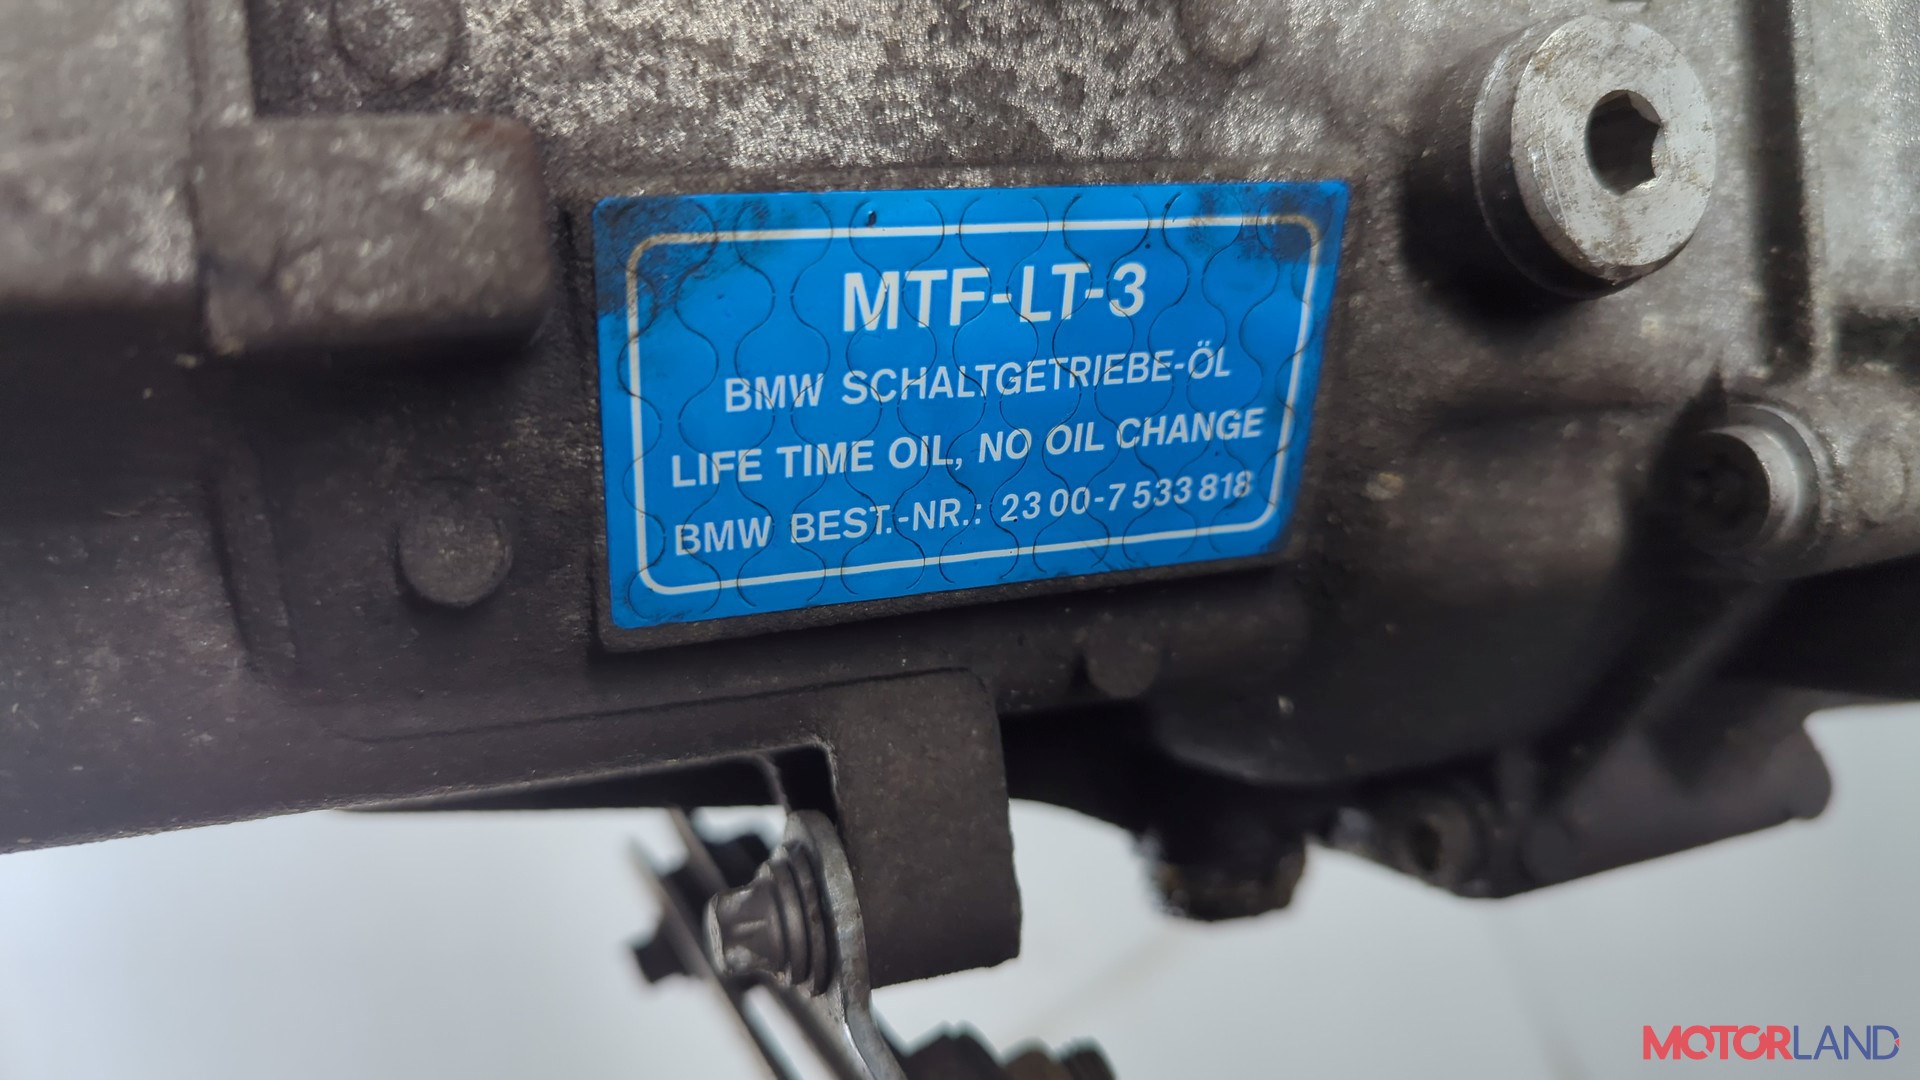 MTF-LT-3
BMW SCHALTGETRIEBE-ÖL
LIFE TIME OIL, NO OIL CHANGE
BMW BEST.-NR.: 23 00-7 533 818
MOTORLAND